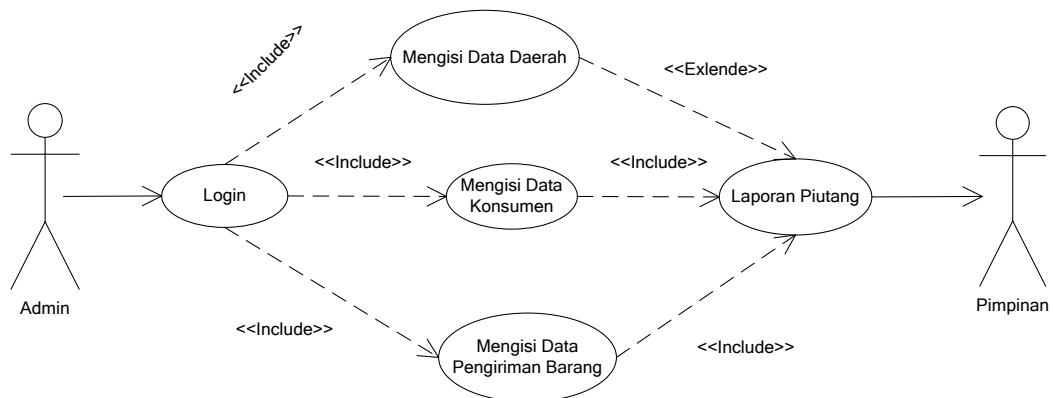 <<Include>>
Mengisi Data Daerah
<<Exlende>>
<<Include>>
<<Include>>
Login
Mengisi Data
Konsumen
Laporan Piutang
Admin
Pimpinan
<<Include>>
Mengisi Data
Pengiriman Barang
<<Include>>